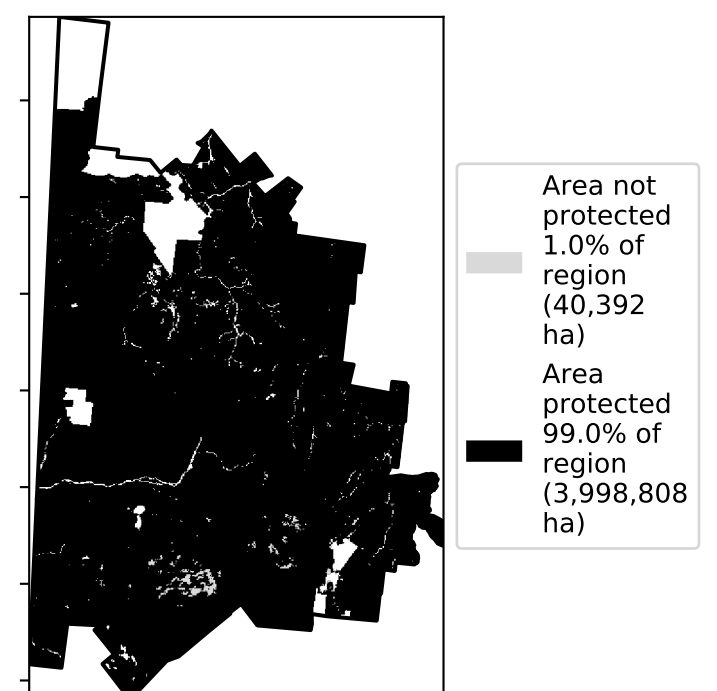 Area not
protected
1.0% of
region
(40,392
ha)
Area
protected
99.0% of
region
(3,998,808
ha)